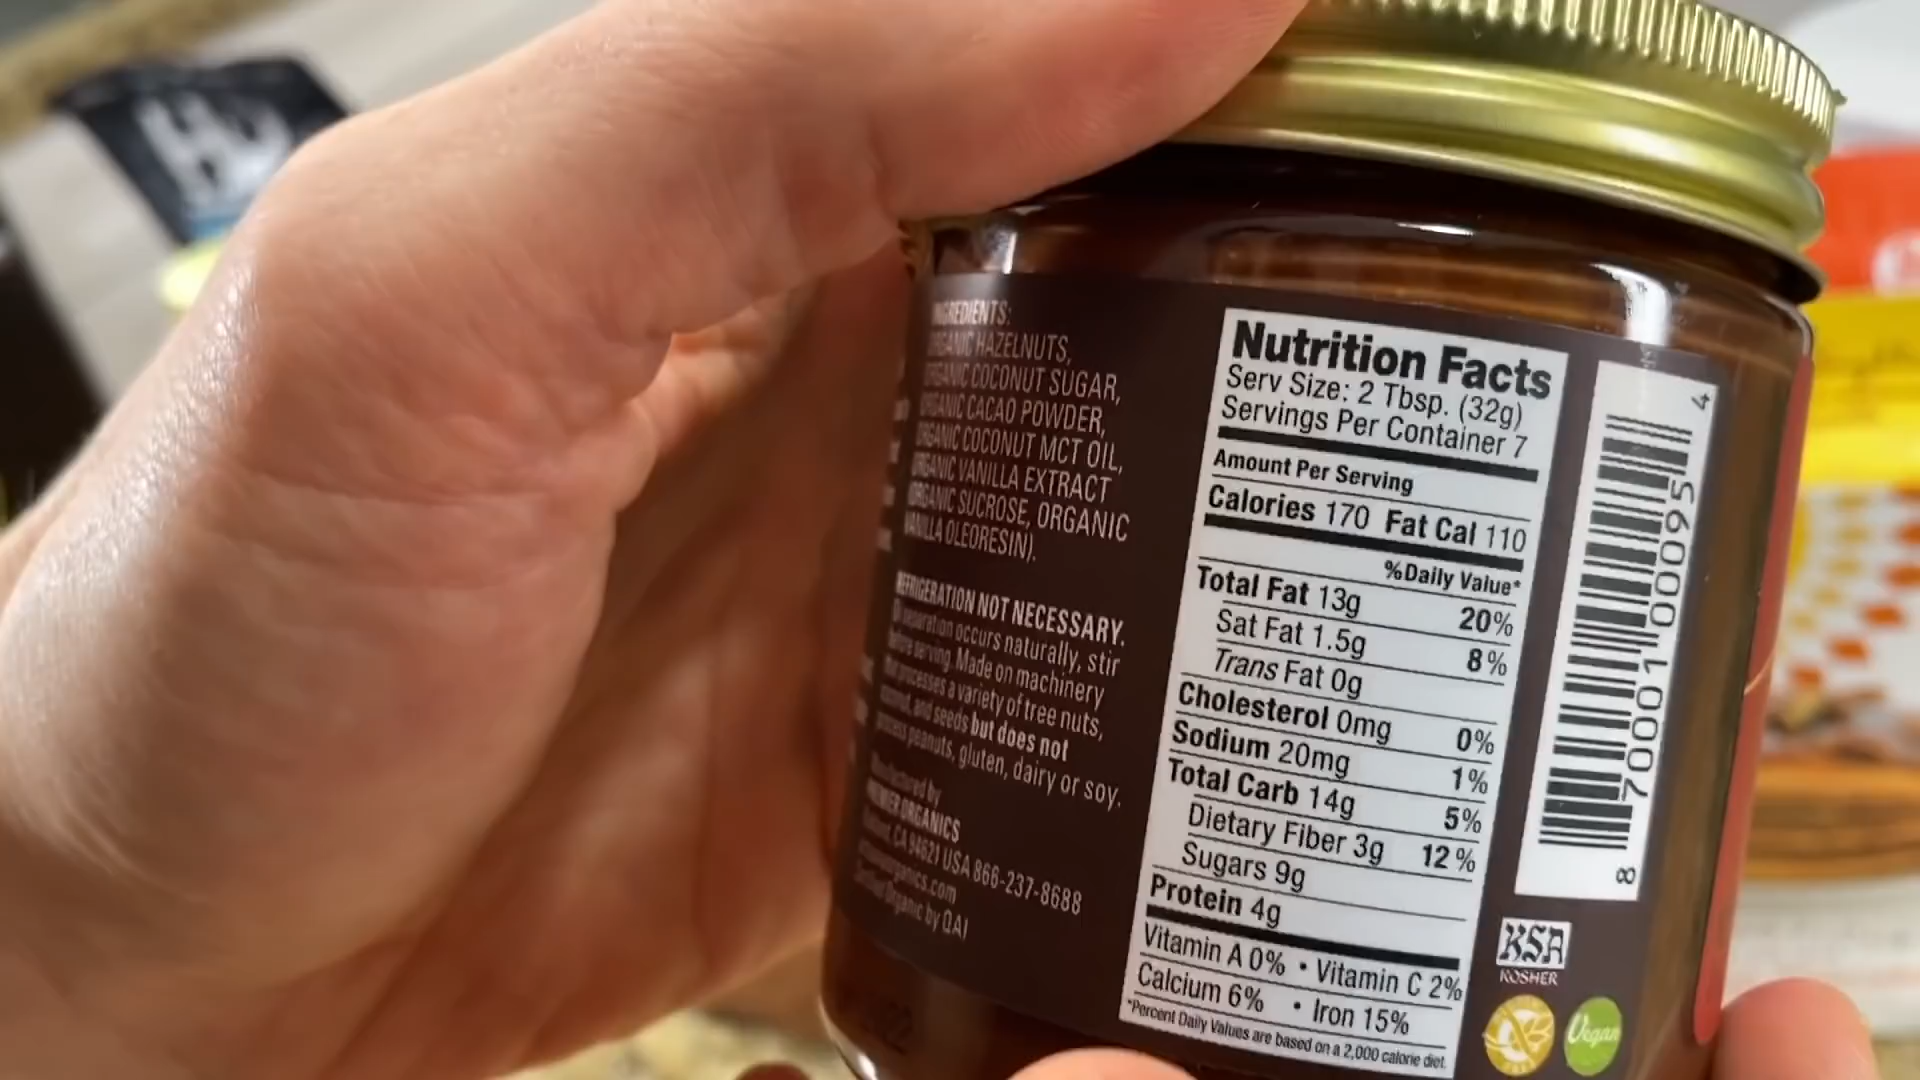 INGREDIENTS:
ORGANIC HAZELNUTS,
ORGANIC COCONUT SUGAR,
ORGANIC CACAO POWDER,
ORGANIC COCONUT MCT OIL,
ORGANIC VANILLA EXTRACT
(ORGANIC SUCROSE, ORGANIC
VANILLA OLEORESIN).
REFRIGERATION NOT NECESSARY.
Oil separation occurs naturally, stir
before serving. Made on machinery
that processes a variety of tree nuts,
coconut, and seeds but does not
process peanuts, gluten, dairy or soy.
Manufactured by
PREMIER ORGANICS
CA 94621 USA 866-237-8688
Certified Organic by QAI
Nutrition Facts
Serv Size: 2 Tbsp. (32g)
Servings Per Container 7
Amount Per Serving
Calories 170 Fat Cal 110
%Daily Value*
Total Fat 13g 20%
Sat Fat 1.5g 8%
Trans Fat 0g
Cholesterol 0mg 0%
Sodium 20mg 1%
Total Carb 14g 5%
Dietary Fiber 3g 12%
Sugars 9g
Protein 4g
Vitamin A 0% • Vitamin C 2%
Calcium 6% • Iron 15%
*Percent Daily Values are based on a 2,000 calorie diet.
8 70001 00095 4
KSA
KOSHER
Vegan